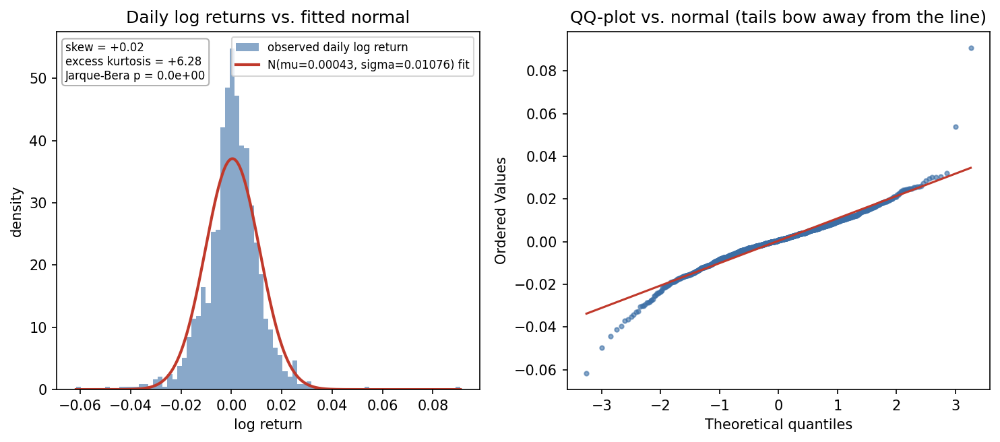 Daily log returns vs. fitted normal
skew = +0.02
excess kurtosis = +6.28
Jarque-Bera p = 0.0e+00
observed daily log return
N(mu=0.00043, sigma=0.01076) fit
density
50
40
30
20
10
0
−0.06 −0.04 −0.02 0.00 0.02 0.04 0.06 0.08
log return
QQ-plot vs. normal (tails bow away from the line)
Ordered Values
0.08
0.06
0.04
0.02
0.00
−0.02
−0.04
−0.06
−3 −2 −1 0 1 2 3
Theoretical quantiles